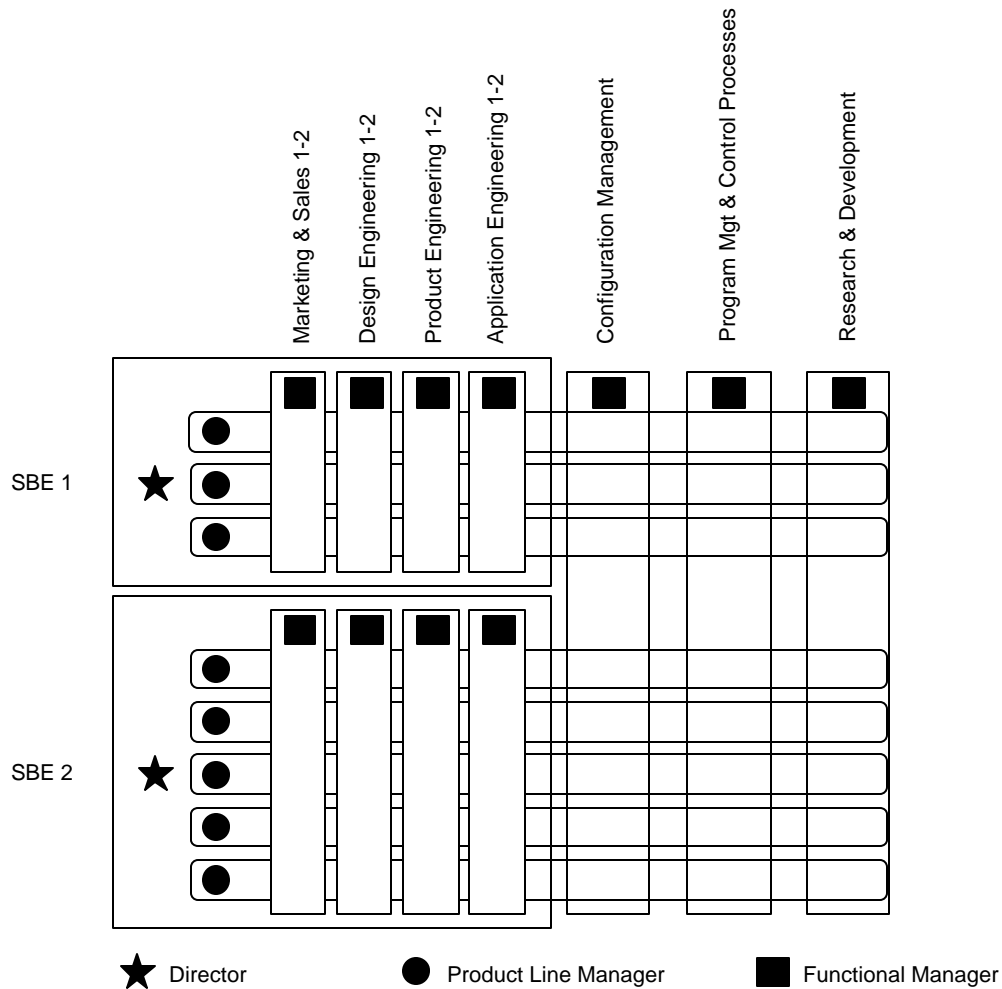 Marketing & Sales 1-2
Design Engineering 1-2
Product Engineering 1-2
Application Engineering 1-2
Configuration Management
Program Mgt & Control Processes
Research & Development
SBE 1
SBE 2
Director
Product Line Manager
Functional Manager